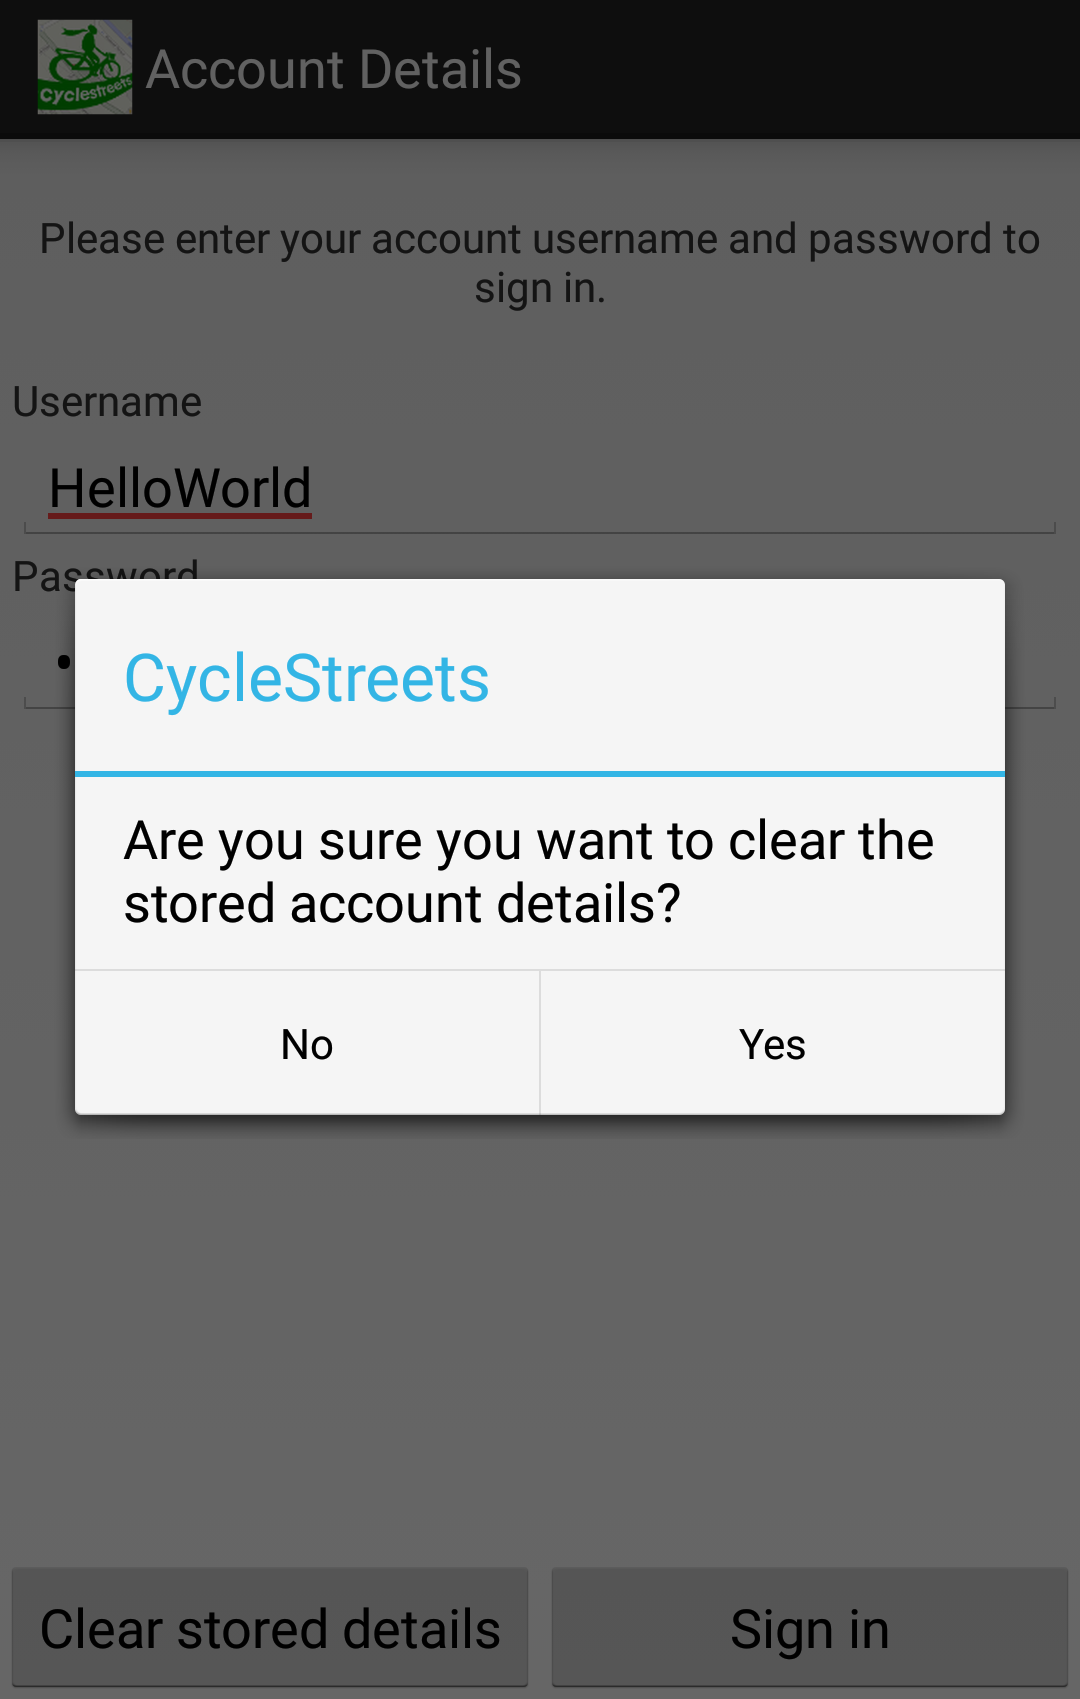 Cyclestreets
Account Details
Please enter your account username and password to
sign in.
Username
HelloWorld
Password
CycleStreets
Are you sure you want to clear the
stored account details?
No
Yes
Clear stored details
Sign in